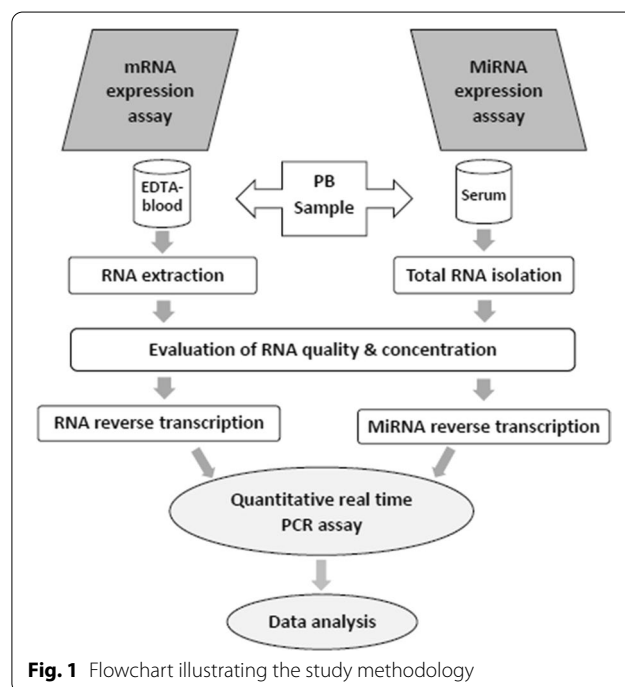 mRNA
expression
assay
MiRNA
expression
asssay
EDTA-
blood
PB
Sample
Serum
RNA extraction
Total RNA isolation
Evaluation of RNA quality & concentration
RNA reverse transcription
MiRNA reverse transcription
Quantitative real time
PCR assay
Data analysis
Fig. 1 Flowchart illustrating the study methodology